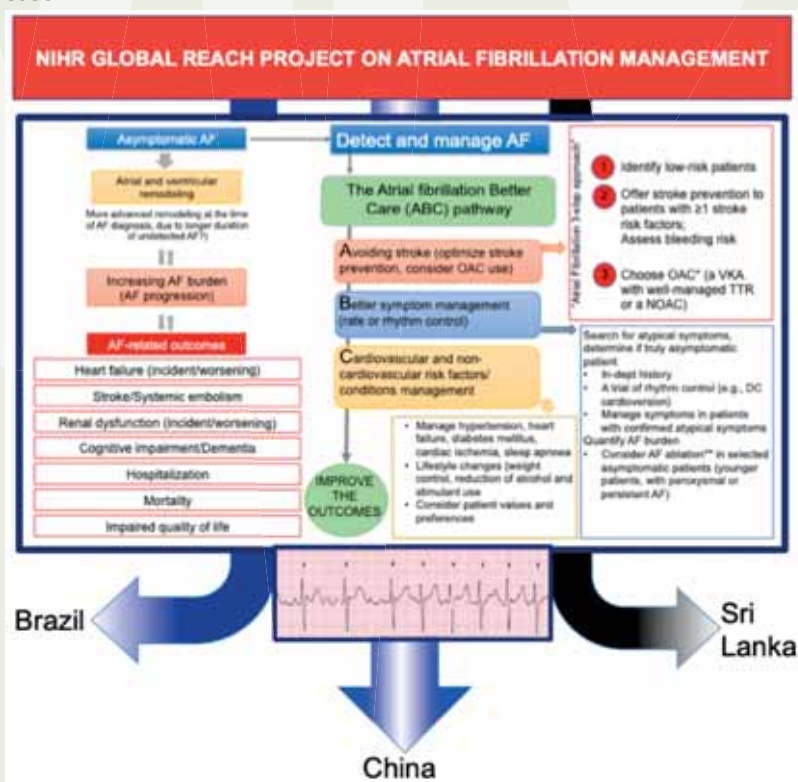 NIHR GLOBAL REACH PROJECT ON ATRIAL FIBRILLATION MANAGEMENT
Asymptomatic AF
Atrial and ventricular
remodeling
More advanced remodeling at the time
of AF diagnosis, due to longer duration
of undetected AF?)
Increasing AF burden
(AF progression)
AF-related outcomes
Heart failure (incident/worsening)
Stroke/Systemic embolism
Renal dysfunction (Incident/worsening)
Cognitive impairment/Dementia
Hospitalization
Mortality
Impaired quality of life
Detect and manage AF
The Atrial fibrillation Better
Care (ABC) pathway
Avoiding stroke (optimize stroke
prevention, consider OAC use)
Better symptom management
(rate or rhythm control)
Cardiovascular and non-
cardiovascular risk factors/
conditions management
IMPROVE
THE
OUTCOMES
• Manage hypertension, heart
failure, diabetes mellitus,
cardiac ischemia, sleep apnoea
• Lifestyle changes (weight
control, reduction of alcohol and
stimulant use
• Consider patient values and
preferences
"Atrial Fibrillation 3-step approach"
1 Identify low-risk patients
2 Offer stroke prevention to
patients with ≥1 stroke
risk factors;
Assess bleeding risk
3 Choose OAC* (a VKA
with well-managed TTR
or a NOAC)
Search for atypical symptoms,
determine if truly asymptomatic
patient
• In-dept history
• A trial of rhythm control (e.g., DC
cardioversion)
• Manage symptoms in patients
with confirmed atypical symptoms
Quantify AF burden
• Consider AF ablation** in selected
asymptomatic patients (younger
patients, with paroxysmal or
persistent AF)
Brazil
China
Sri
Lanka